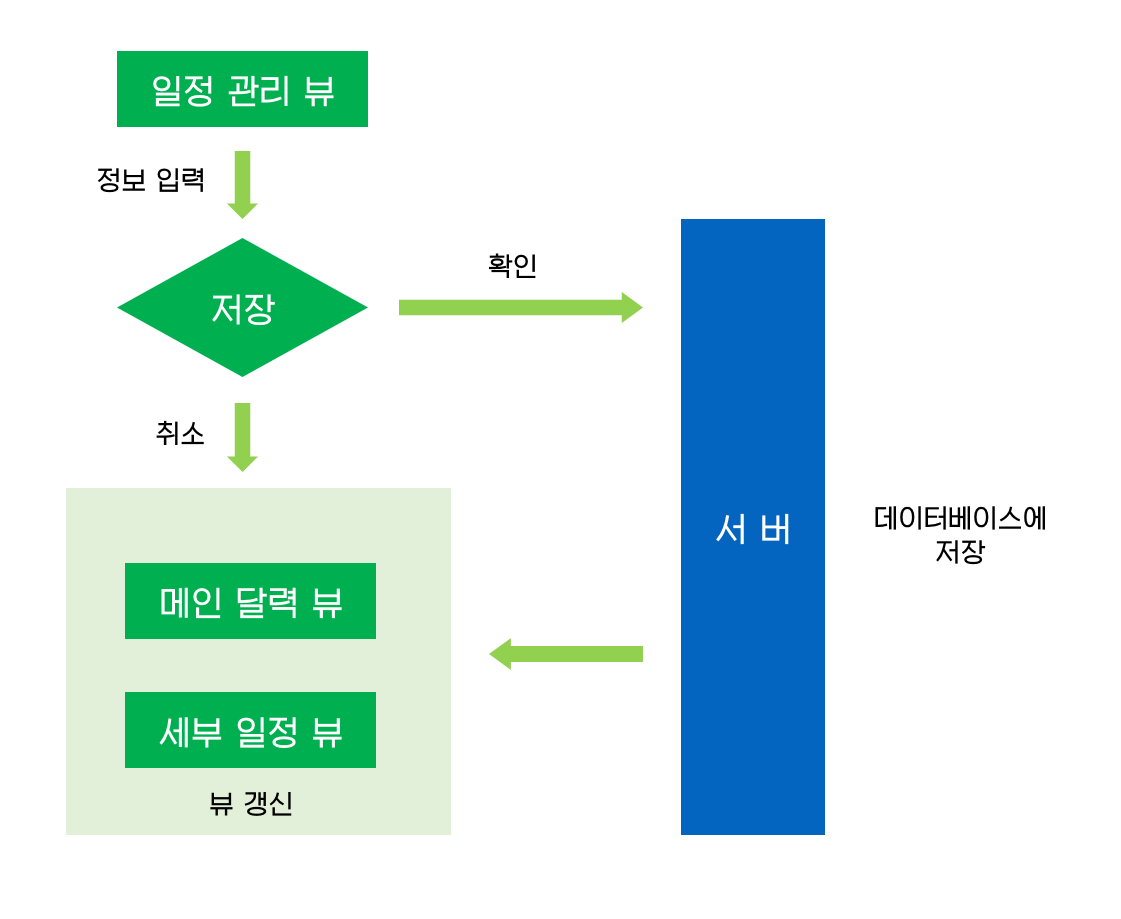 일정 관리 뷰
정보 입력
확인
저장
취소
서 버
데이터베이스에
저장
메인 달력 뷰
세부 일정 뷰
뷰 갱신